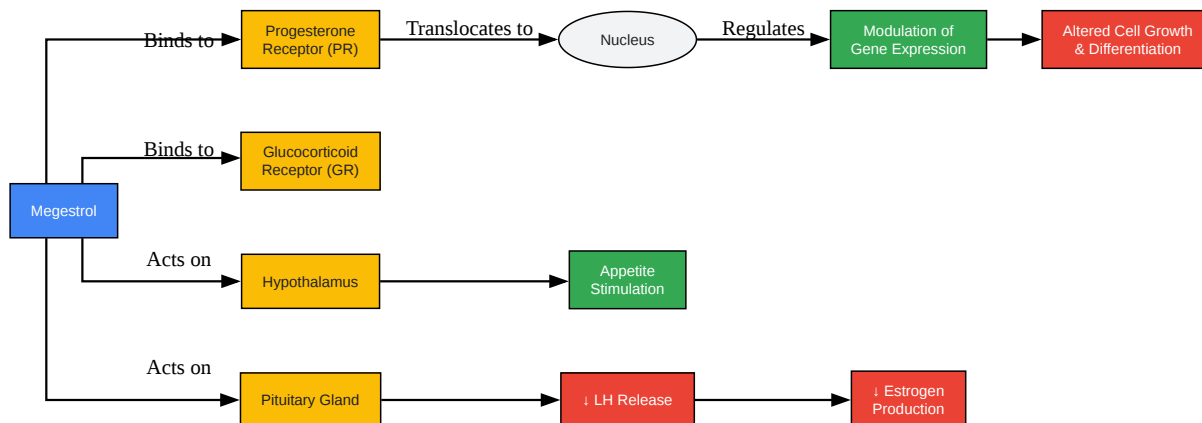 Binds to
Progesterone
Receptor (PR)
Translocates to
Nucleus
Regulates
Modulation of
Gene Expression
Altered Cell Growth
& Differentiation
Binds to
Glucocorticoid
Receptor (GR)
Megestrol
Acts on
Hypothalamus
Appetite
Stimulation
Acts on
Pituitary Gland
↓ LH Release
↓ Estrogen
Production